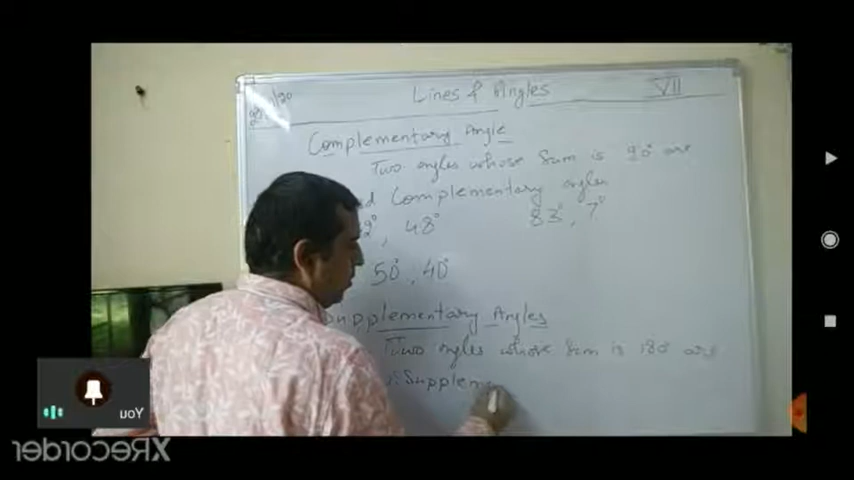 Lines & Angles VII
Complementary Angle
Two angles whose Sum is 90° are
Complementary angles
48° 83°, 7°
50°, 40°
Supplementary Angles
Two angles whose Sum is 180° are
Supplem
You
XRecorder